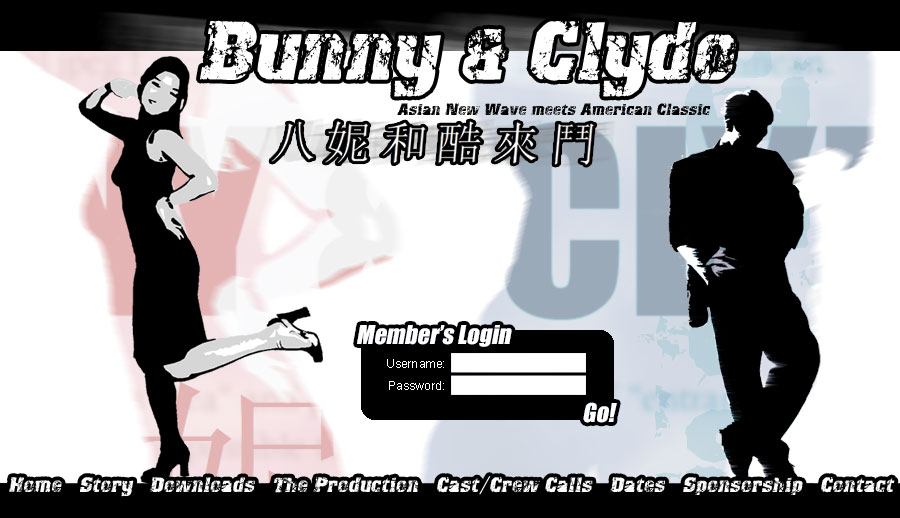 Bunny & Clyde
Asian New Wave meets American Classic
八妮和酷來鬥
Member's Login
Username:
Password:
Go!
Home Story Downloads The Production Cast/Crew Calls Dates Sponsorship Contact